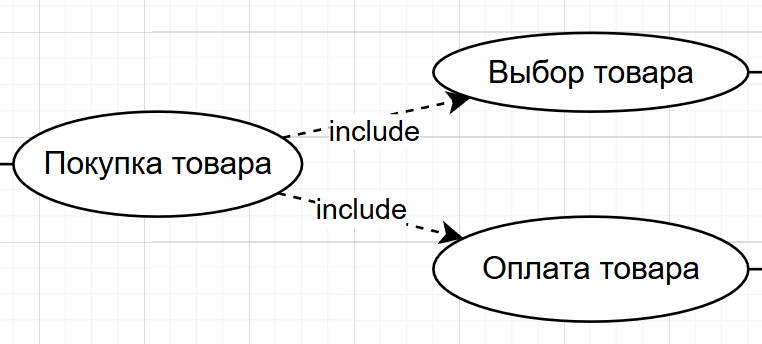 Выбор товара
include
Покупка товара
include
Оплата товара